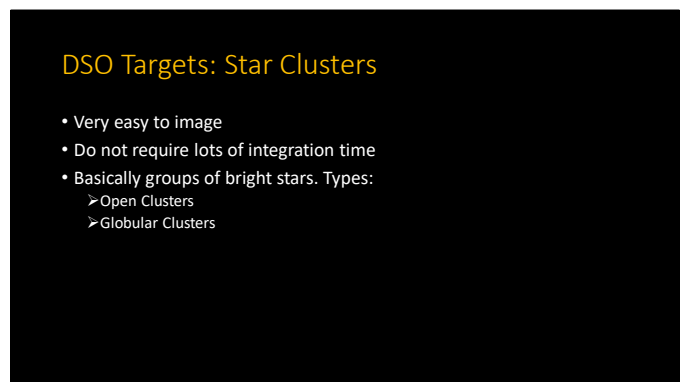 DSO Targets: Star Clusters
• Very easy to image
• Do not require lots of integration time
• Basically groups of bright stars. Types:
➢Open Clusters
➢Globular Clusters